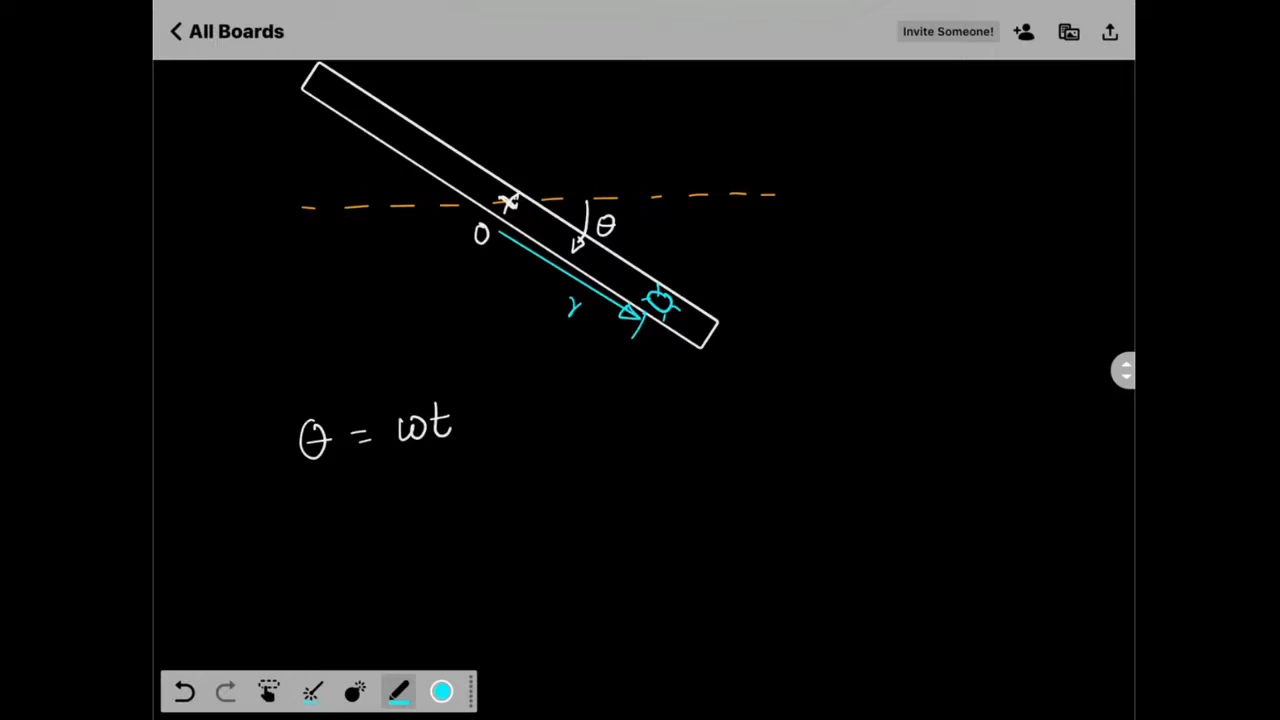 All Boards
Invite Someone!
θ
O
r
θ = ωt